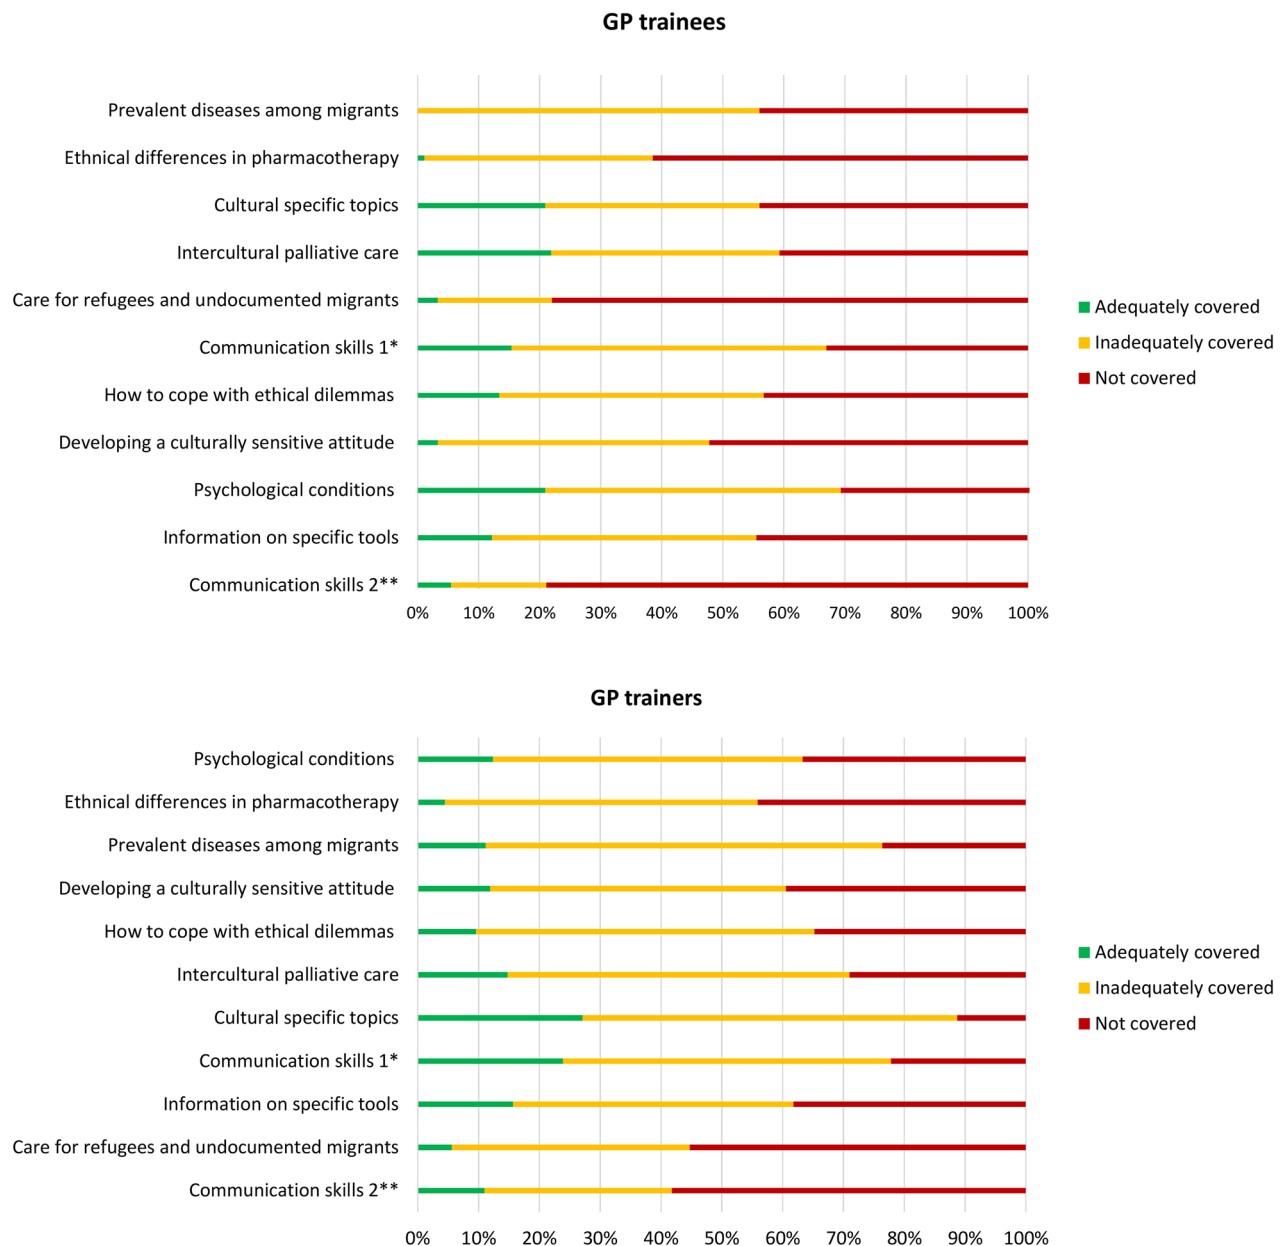 GP trainees
Prevalent diseases among migrants
Ethnical differences in pharmacotherapy
Cultural specific topics
Intercultural palliative care
Care for refugees and undocumented migrants
Communication skills 1*
How to cope with ethical dilemmas
Developing a culturally sensitive attitude
Psychological conditions
Information on specific tools
Communication skills 2**
0% 10% 20% 30% 40% 50% 60% 70% 80% 90% 100%
Adequately covered
Inadequately covered
Not covered
GP trainers
Psychological conditions
Ethnical differences in pharmacotherapy
Prevalent diseases among migrants
Developing a culturally sensitive attitude
How to cope with ethical dilemmas
Intercultural palliative care
Cultural specific topics
Communication skills 1*
Information on specific tools
Care for refugees and undocumented migrants
Communication skills 2**
0% 10% 20% 30% 40% 50% 60% 70% 80% 90% 100%
Adequately covered
Inadequately covered
Not covered